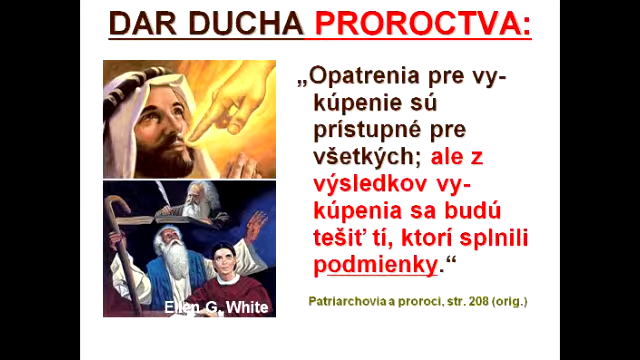 DAR DUCHA PROROCTVA:
„Opatrenia pre vy-
kúpenie sú
prístupné pre
všetkých; ale z
výsledkov vy-
kúpenia sa budú
tešiť tí, ktorí splnili
podmienky.“
Ellen G. White
Patriarchovia a proroci, str. 208 (orig.)